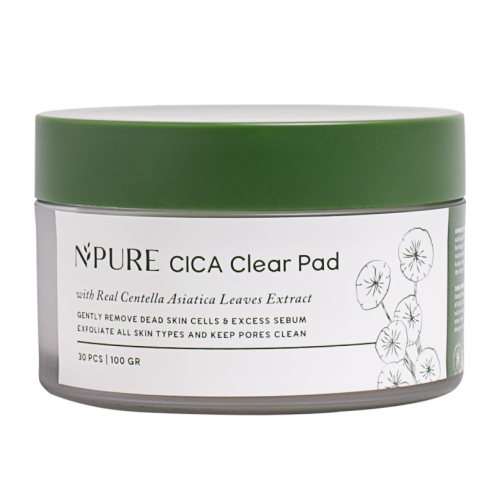 NPURE CICA Clear Pad
with Real Centella Asiatica Leaves Extract
GENTLY REMOVE DEAD SKIN CELLS & EXCESS SEBUM
EXFOLIATE ALL SKIN TYPES AND KEEP PORES CLEAN
30 PCS | 100 GR